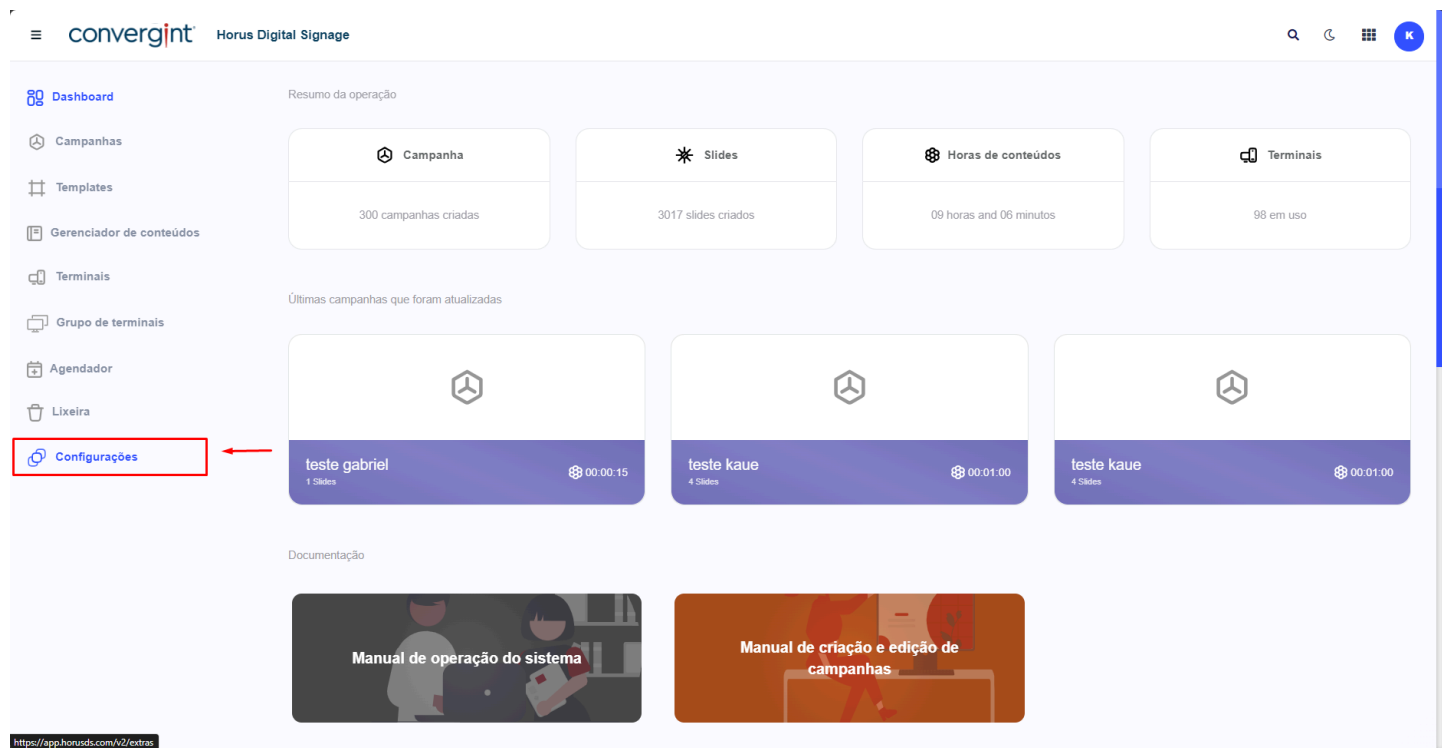 convergint Horus Digital Signage
K
Dashboard
Campanhas
Templates
Gerenciador de conteúdos
Terminais
Grupo de terminais
Agendador
Lixeira
Configurações
Resumo da operação
Campanha
300 campanhas criadas
Slides
3017 slides criados
Horas de conteúdos
09 horas and 06 minutos
Terminais
98 em uso
Últimas campanhas que foram atualizadas
teste gabriel
1 Slides
00:00:15
teste kaue
4 Slides
00:01:00
teste kaue
4 Slides
00:01:00
Documentação
Manual de operação do sistema
Manual de criação e edição de
campanhas
https://app.horusds.com/v2/extras